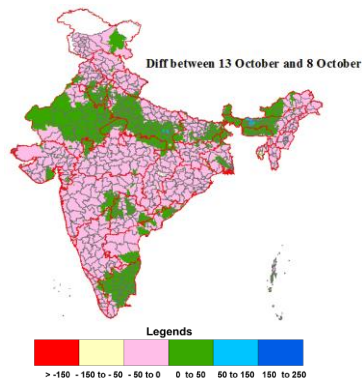 Diff between 13 October and 8 October
Legends
> -150 - 150 to - 50 - 50 to 0 0 to 50 50 to 150 150 to 250